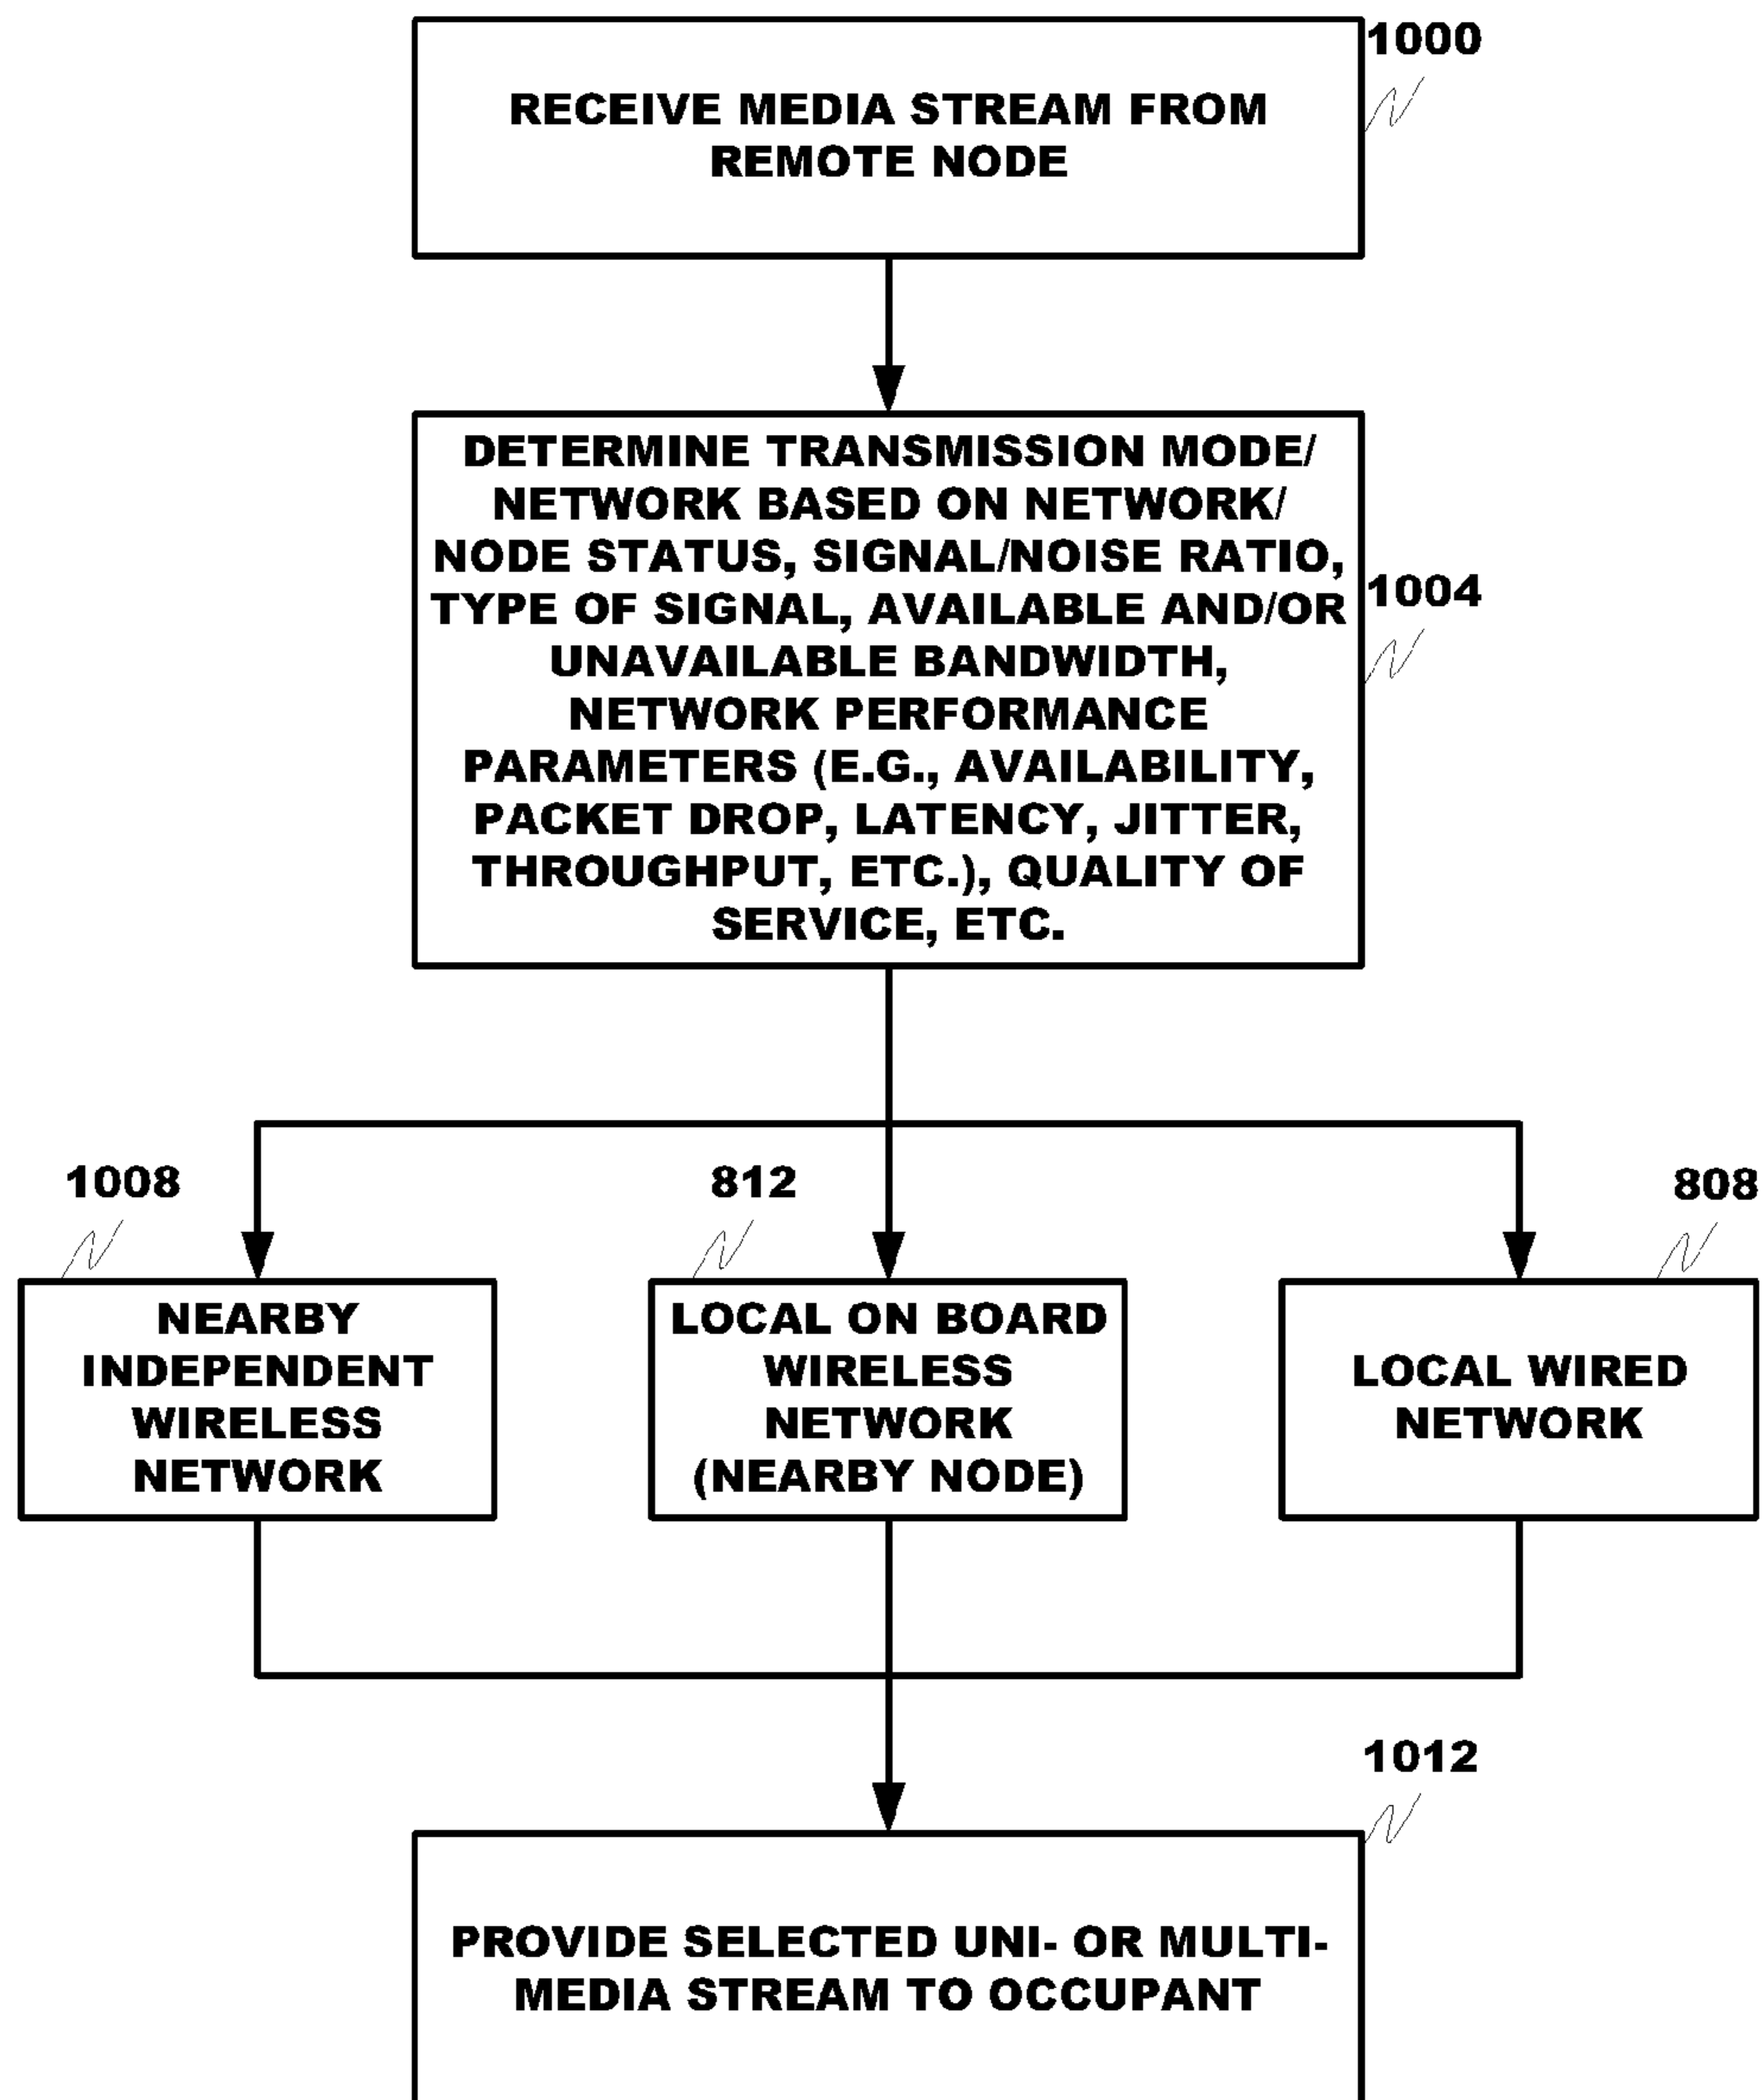 1000
RECEIVE MEDIA STREAM FROM
REMOTE NODE
DETERMINE TRANSMISSION MODE/
NETWORK BASED ON NETWORK/
NODE STATUS, SIGNAL/NOISE RATIO,
TYPE OF SIGNAL, AVAILABLE AND/OR
1004
UNAVAILABLE BANDWIDTH,
NETWORK PERFORMANCE
PARAMETERS (E.G., AVAILABILITY,
PACKET DROP, LATENCY, JITTER,
THROUGHPUT, ETC.), QUALITY OF
SERVICE, ETC.
1008
NEARBY
INDEPENDENT
WIRELESS
NETWORK
812
LOCAL ON BOARD
WIRELESS
NETWORK
(NEARBY NODE)
808
LOCAL WIRED
NETWORK
1012
PROVIDE SELECTED UNI- OR MULTI-
MEDIA STREAM TO OCCUPANT